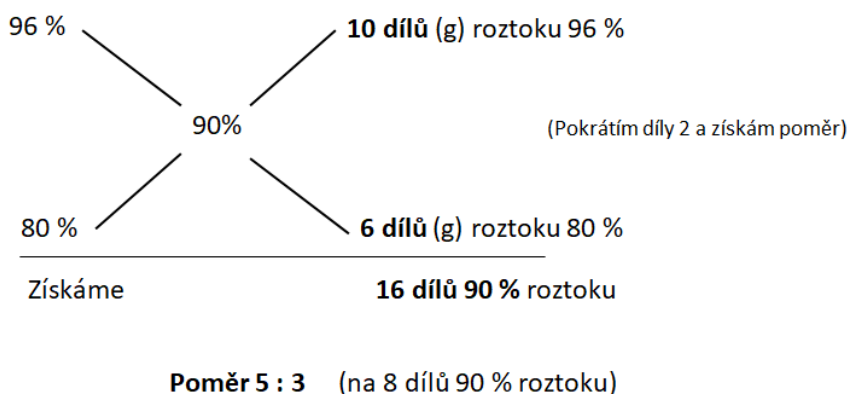 96 %
10 dílů (g) roztoku 96 %
90%
(Pokrátím díly 2 a získám poměr)
80 %
6 dílů (g) roztoku 80 %
Získáme
16 dílů 90 % roztoku
Poměr 5 : 3 (na 8 dílů 90 % roztoku)